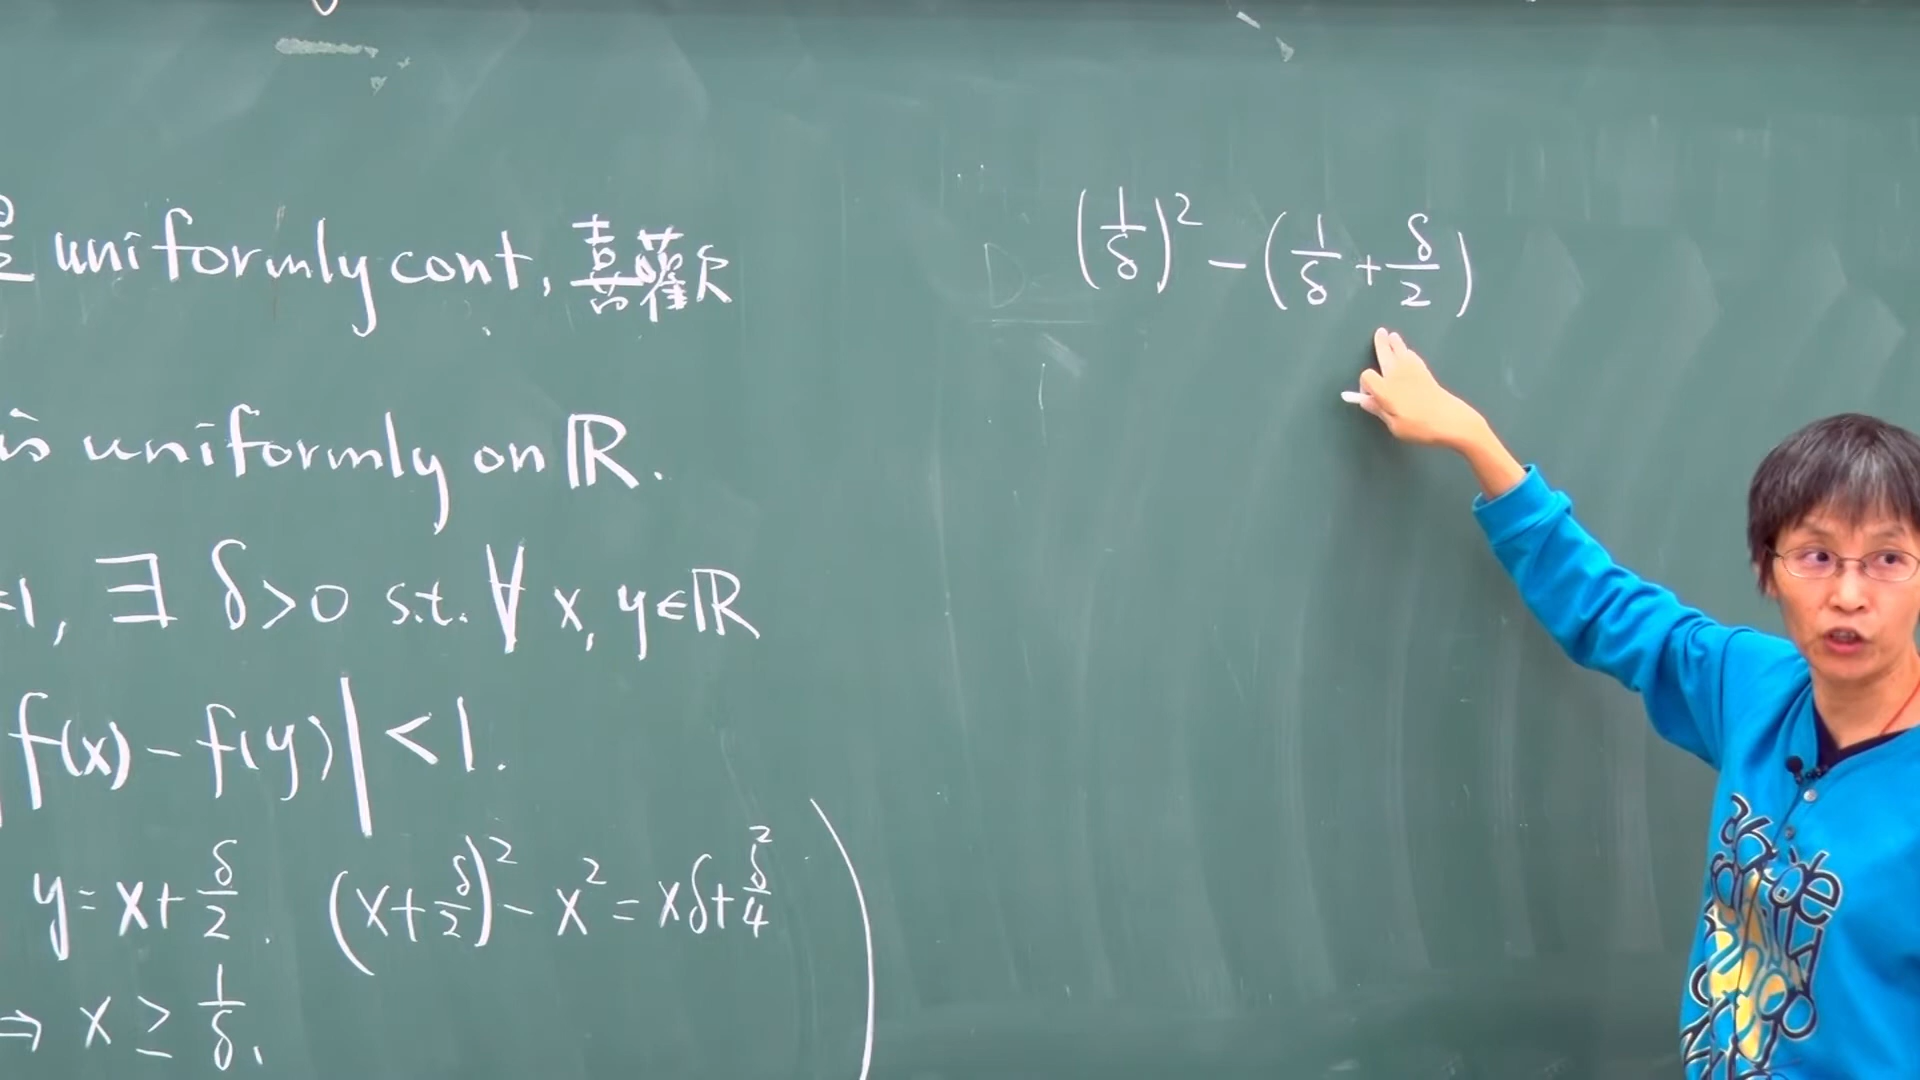 uniformly cont,
is uniformly on ℝ.
=1, ∃ δ>0 s.t. ∀ x, y∈ℝ
f(x) - f(y)| < 1.
y = x + δ/2 . (x + δ/2)² - x² = xδ + δ²/4
⇒ x ≥ 1/δ.
(1/δ)² - (1/δ + δ/2)